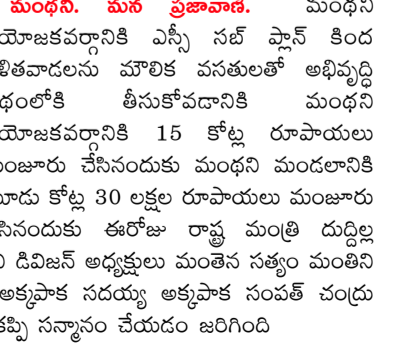 మంథని. మన ప్రజావాణి. మంథని
యోజకవర్గానికి ఎస్సీ సబ్ ప్లాన్ కింద
ళితవాడలను మౌలిక వసతులతో అభివృద్ధి
థంలోకి తీసుకోవడానికి మంథని
యోజకవర్గానికి 15 కోట్ల రూపాయలు
ంజూరు చేసినందుకు మంథని మండలానికి
ూడు కోట్ల 30 లక్షల రూపాయలు మంజూరు
సినందుకు ఈరోజు రాష్ట్ర మంత్రి దుద్దిల్ల
ి డివిజన్ అధ్యక్షులు మంతెన సత్యం మంతిని
అక్కపాక సదయ్య అక్కపాక సంపత్ చంద్రు
కప్పి సన్మానం చేయడం జరిగింది